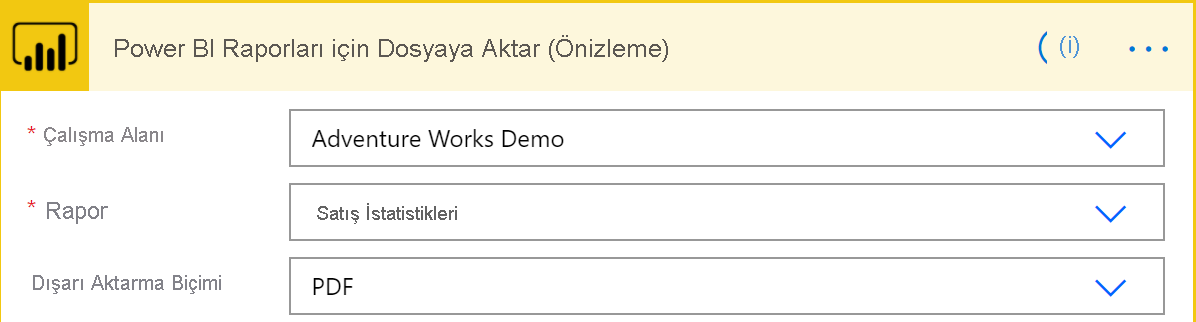 Power BI Raporları için Dosyaya Aktar (Önizleme)
(i)
* Çalışma Alanı
Adventure Works Demo
* Rapor
Satış İstatistikleri
Dışarı Aktarma Biçimi
PDF